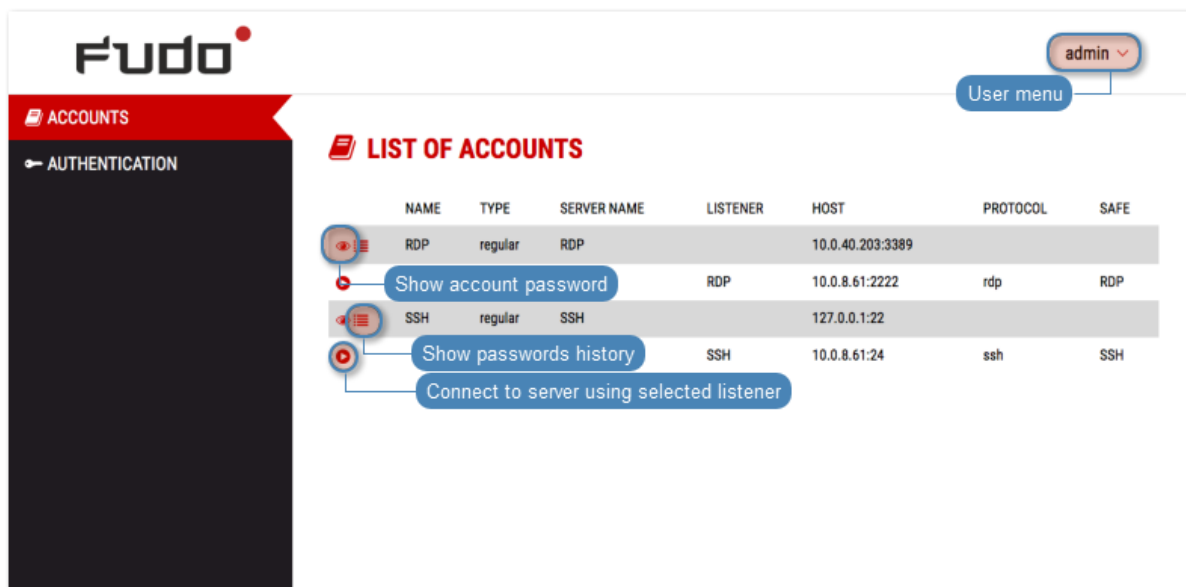 Fudo
admin
User menu
ACCOUNTS
AUTHENTICATION
LIST OF ACCOUNTS
NAME TYPE SERVER NAME LISTENER HOST PROTOCOL SAFE
RDP regular RDP 10.0.40.203:3389
Show account password
RDP 10.0.8.61:2222 rdp RDP
SSH regular SSH 127.0.0.1:22
Show passwords history
SSH 10.0.8.61:24 ssh SSH
Connect to server using selected listener